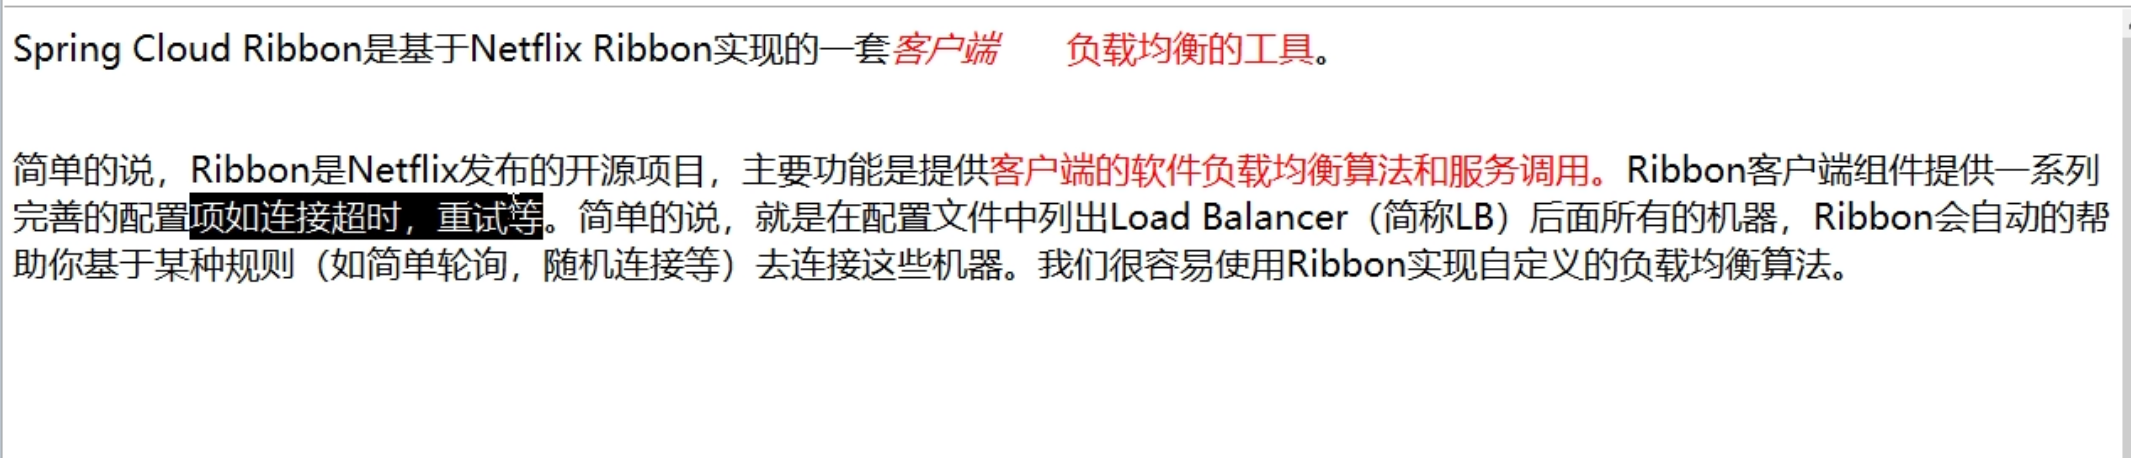 Spring Cloud Ribbon是基于Netflix Ribbon实现的一套客户端    负载均衡的工具。
简单的说，Ribbon是Netflix发布的开源项目，主要功能是提供客户端的软件负载均衡算法和服务调用。Ribbon客户端组件提供一系列
完善的配置项如连接超时，重试等。简单的说，就是在配置文件中列出Load Balancer（简称LB）后面所有的机器，Ribbon会自动的帮
助你基于某种规则（如简单轮询，随机连接等）去连接这些机器。我们很容易使用Ribbon实现自定义的负载均衡算法。